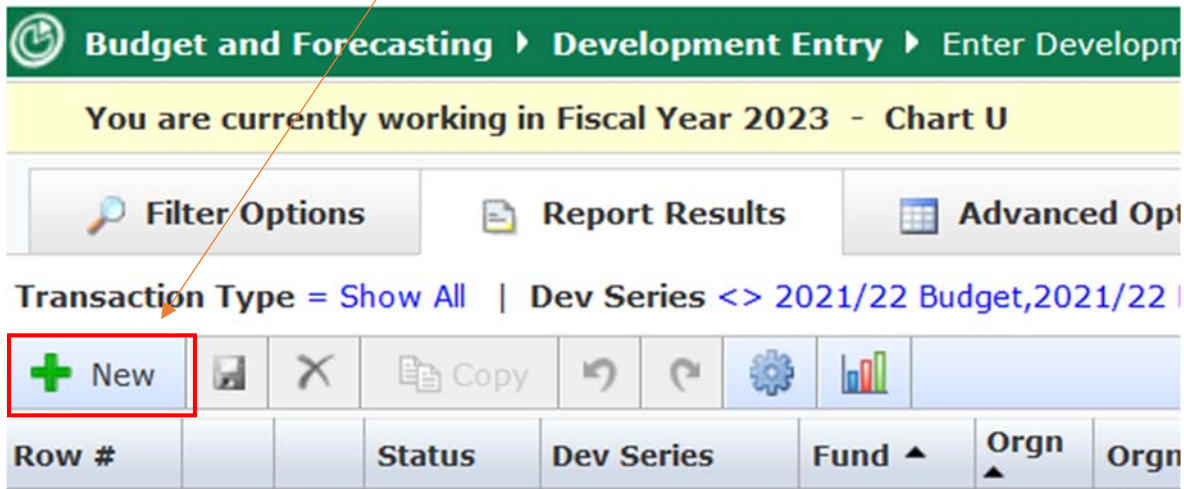 Budget and Forecasting Development Entry Enter Develop
You are currently working in Fiscal Year 2023 - Chart U
Filter Options Report Results Advanced Opt
Transaction Type = Show All | Dev Series <> 2021/22 Budget,2021/22
New Copy
Row # Status Dev Series Fund ▲ Orgn ▲ Orgn